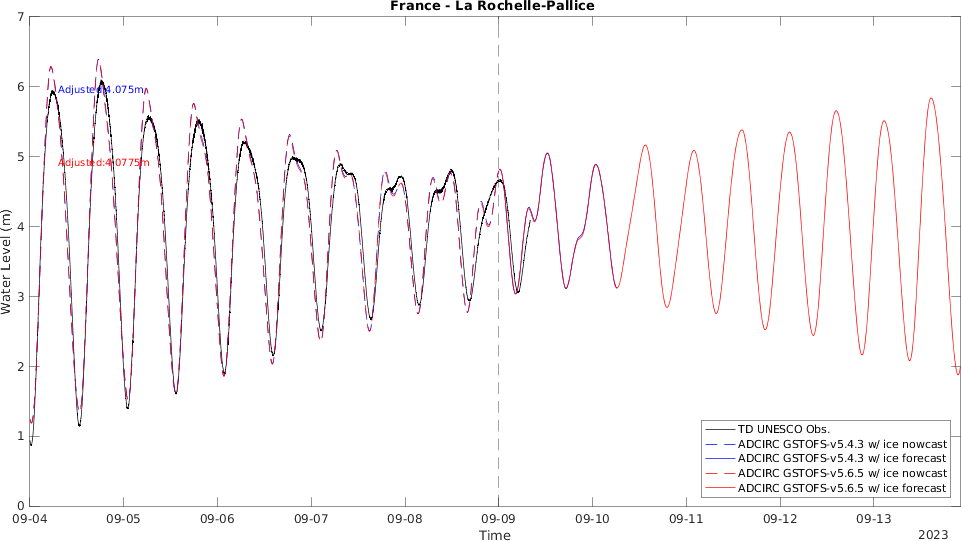 France - La Rochelle-Pallice
7
6
5
4
3
2
1
0
Water Level (m)
Adjusted:4.075m
Adjusted:4.0775m
TD UNESCO Obs.
ADCIRC GSTOFS-v5.4.3 w/ ice nowcast
ADCIRC GSTOFS-v5.4.3 w/ ice forecast
ADCIRC GSTOFS-v5.6.5 w/ ice nowcast
ADCIRC GSTOFS-v5.6.5 w/ ice forecast
09-04 09-05 09-06 09-07 09-08 09-09 09-10 09-11 09-12 09-13
Time
2023